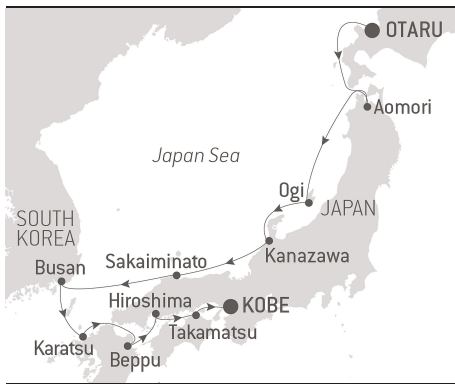 OTARU
Aomori
Japan Sea
Ogi
JAPAN
SOUTH
KOREA
Kanazawa
Sakaiminato
Busan
Hiroshima
KOBE
Takamatsu
Karatsu
Beppu